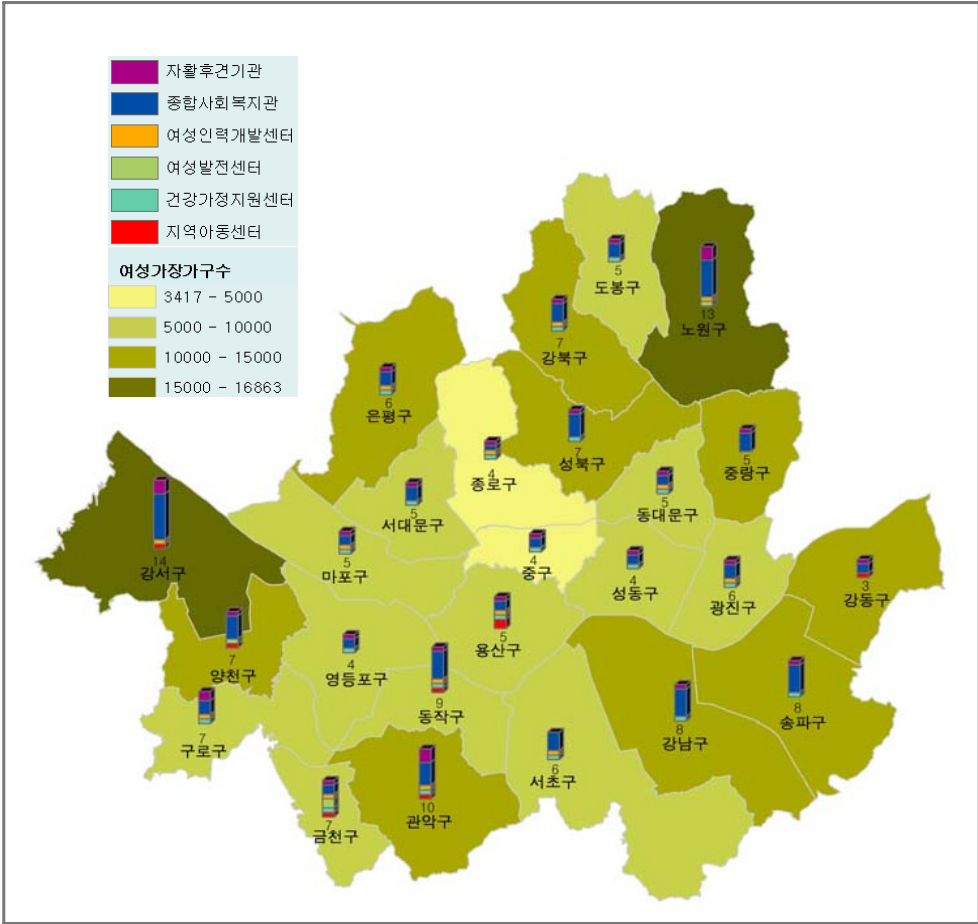 자활후견기관
종합사회복지관
여성인력개발센터
여성발전센터
건강가정지원센터
지역아동센터
여성가장가구수
3417 - 5000
5000 - 10000
10000 - 15000
15000 - 16863
5
도봉구
13
노원구
7
강북구
6
은평구
7
성북구
5
중랑구
4
종로구
5
서대문구
5
동대문구
14
강서구
5
마포구
4
중구
4
성동구
6
광진구
3
강동구
7
양천구
4
영등포구
5
용산구
9
동작구
8
강남구
8
송파구
7
구로구
6
서초구
7
금천구
10
관악구